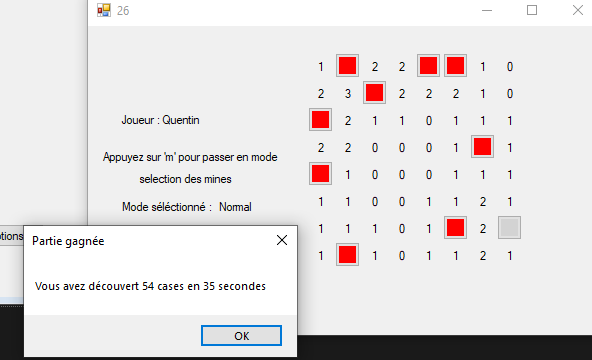 26
1 2 2 1 0
2 3 2 2 2 1 0
Joueur : Quentin
2 1 1 0 1 1 1
2 2 0 0 0 1 1
Appuyez sur 'm' pour passer en mode
selection des mines
1 0 0 0 1 1 1
Mode séléctionné : Normal
1 1 0 0 1 1 2 1
1 1 1 0 1 2
1 1 0 1 1 2 1
otions
Partie gagnée
Vous avez découvert 54 cases en 35 secondes
OK